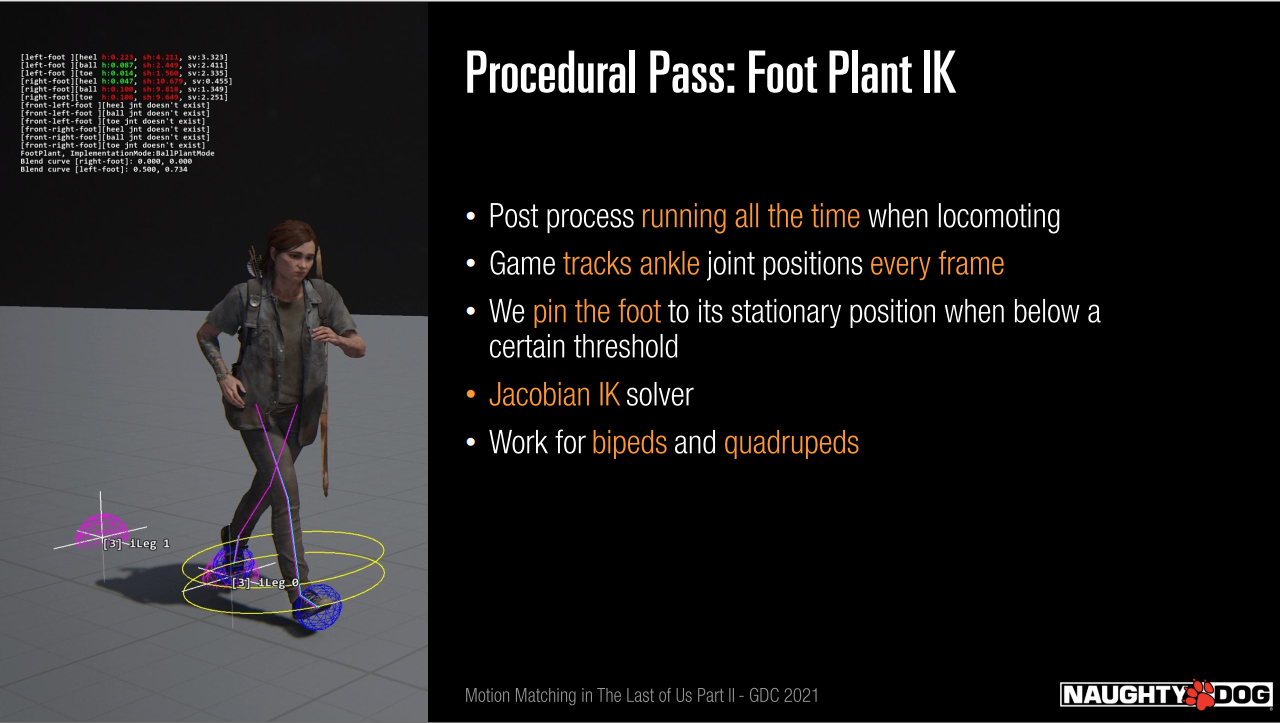 [left-foot ][heel h:0.223, sh:4.211, sv:3.323]
[left-foot ][ball h:0.087, sh:2.449, sv:2.411]
[left-foot ][toe h:0.014, sh:1.560, sv:2.335]
[right-foot][heel h:0.047, sh:10.679, sv:0.455]
[right-foot][ball h:0.100, sh:9.818, sv:1.349]
[right-foot][toe h:0.106, sh:9.649, sv:2.251]
[front-left-foot ][heel jnt doesn't exist]
[front-left-foot ][ball jnt doesn't exist]
[front-left-foot ][toe jnt doesn't exist]
[front-right-foot][heel jnt doesn't exist]
[front-right-foot][ball jnt doesn't exist]
[front-right-foot][toe jnt doesn't exist]
FootPlant, ImplementationMode:BallPlantMode
Blend curve [right-foot]: 0.000, 0.000
Blend curve [left-foot]: 0.500, 0.734
[3] iLeg 1
[3] iLeg 0
Procedural Pass: Foot Plant IK
• Post process running all the time when locomoting
• Game tracks ankle joint positions every frame
• We pin the foot to its stationary position when below a
certain threshold
• Jacobian IK solver
• Work for bipeds and quadrupeds
Motion Matching in The Last of Us Part II - GDC 2021
NAUGHTY DOG